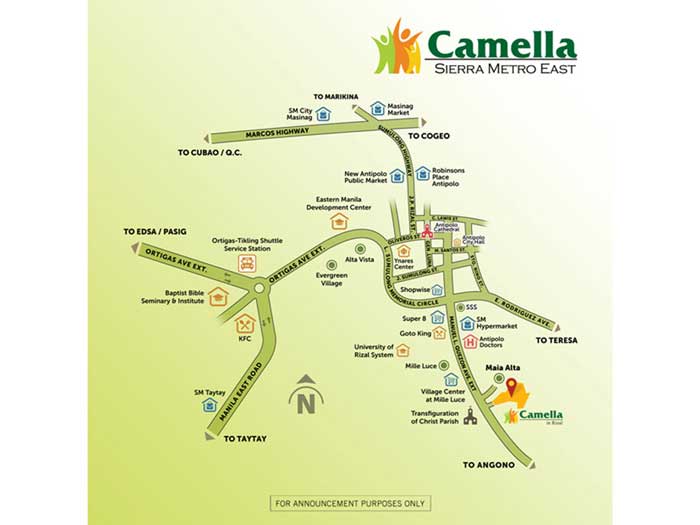 Camella
SIERRA METRO EAST
TO MARIKINA
SM City
Masinag
Masinag
Market
MARCOS HIGHWAY
SUMULONG HIGHWAY
TO COGEO
TO CUBAO / Q.C.
New Antipolo
Public Market
Robinsons
Place
Antipolo
J.P. RIZAL ST.
Eastern Manila
Development Center
E. LAWIS ST.
Antipolo
Cathedral
TO EDSA / PASIG
ORTIGAS AVE EXT.
Ortigas-Tikling Shuttle
Service Station
ORTIGAS AVE EXT.
OLIVEROS ST.
GEN. LUNA
M. SANTOS ST.
Antipolo
City Hall
Alta Vista
Ynares
Center
Evergreen
Village
L. SUMULONG
MEMORIAL CIRCLE
J. SUMULONG ST.
Shopwise
Baptist Bible
Seminary & Institute
KFC
SSS
E. RODRIGUEZ AVE.
Super 8
SM
Hypermarket
Goto King
Antipolo
Doctors
TO TERESA
University of
Rizal System
MANUEL L. QUEZON AVE. EXT
Mille Luce
Maia Alta
MANILA EAST ROAD
SM Taytay
Village Center
at Mille Luce
N
Transfiguration
of Christ Parish
Camella
in Rizal
TO TAYTAY
TO ANGONO
FOR ANNOUNCEMENT PURPOSES ONLY